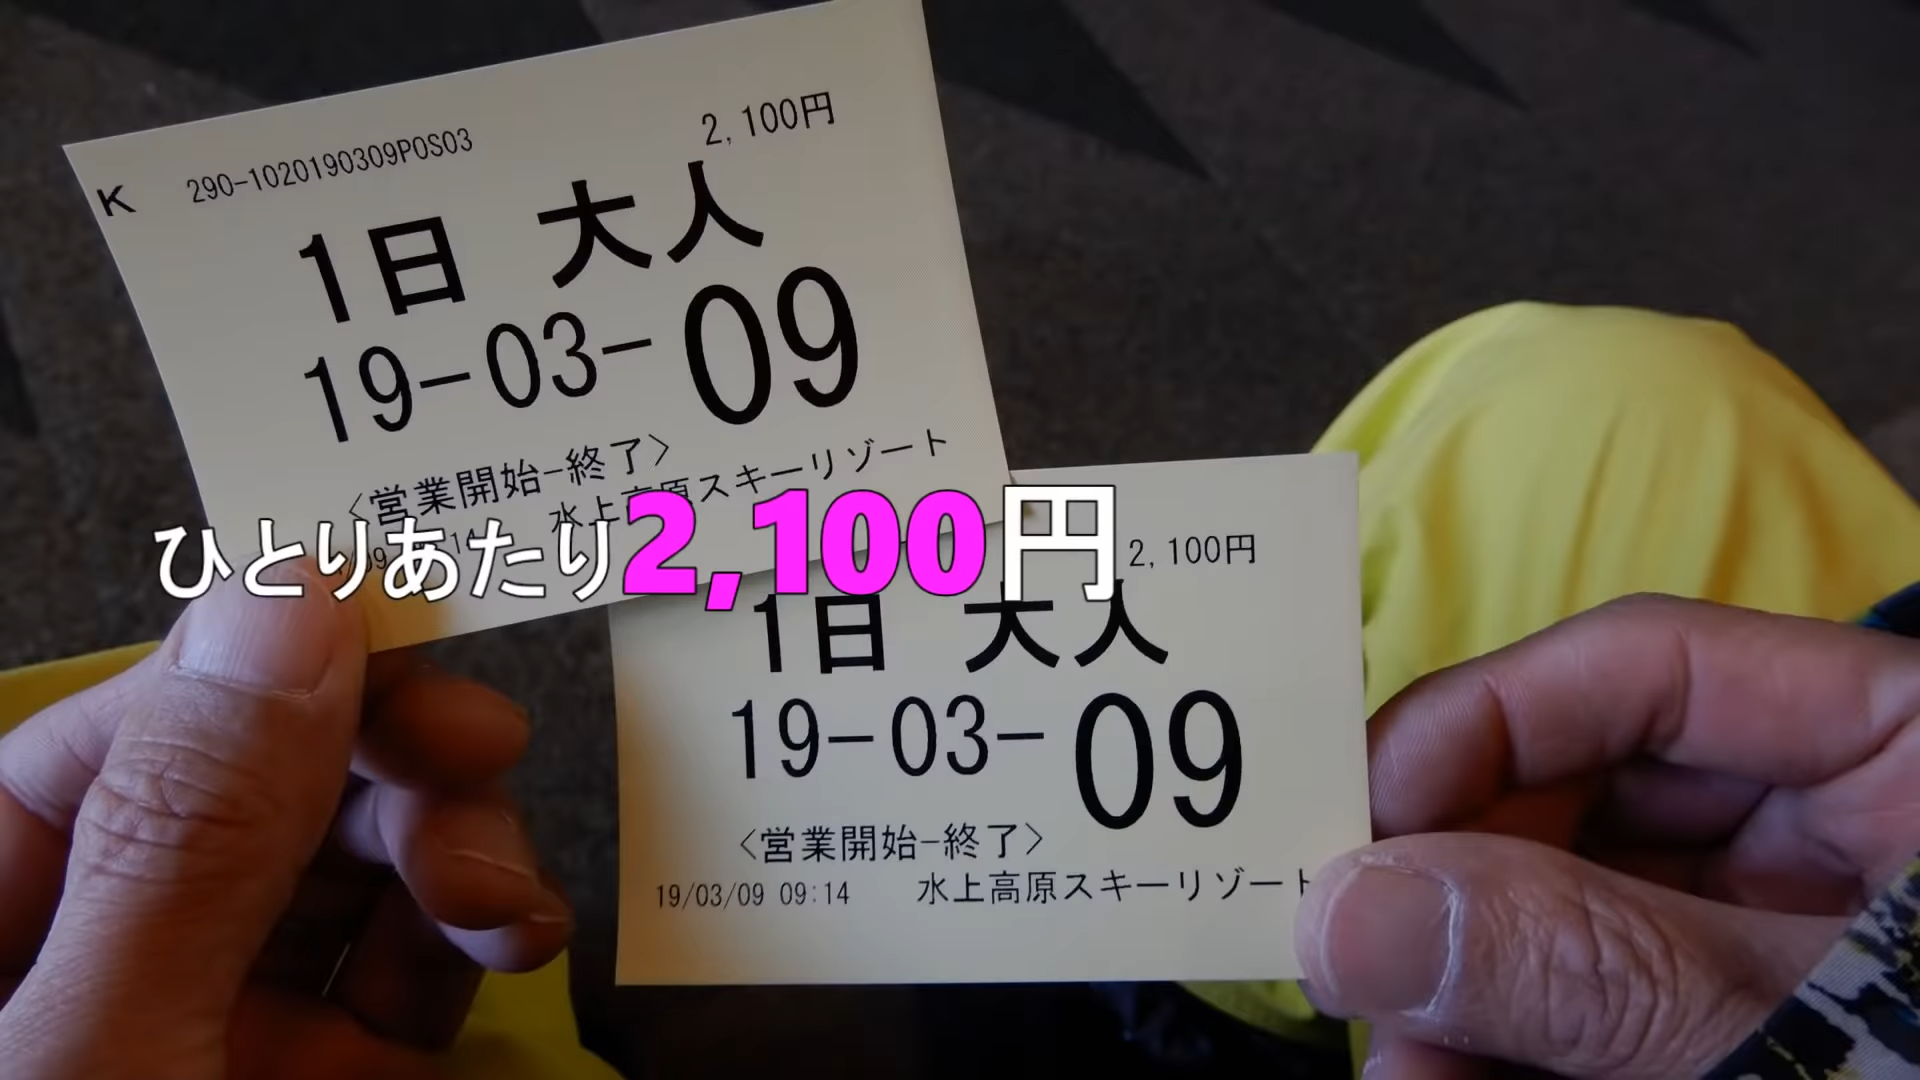 2,100円
K 290-1020190309POS03
1日 大人
19-03-09
〈営業開始-終了〉
水上高原スキーリゾート
ひとりあたり2,100円
2,100円
1日 大人
19-03-09
〈営業開始-終了〉
19/03/09 09:14 水上高原スキーリゾート